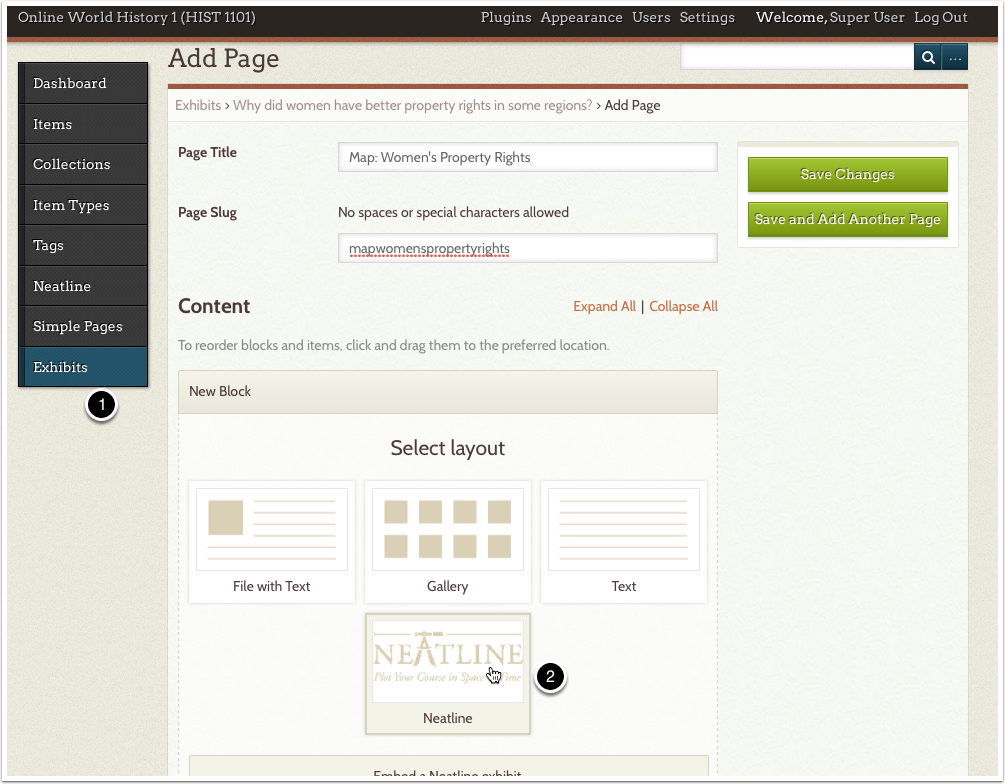 Online World History 1 (HIST 1101)
Plugins Appearance Users Settings Welcome, Super User Log Out
Add Page
...
Dashboard
Items
Collections
Item Types
Tags
Neatline
Simple Pages
Exhibits
1
Exhibits › Why did women have better property rights in some regions? › Add Page
Page Title
Map: Women's Property Rights
Save Changes
Save and Add Another Page
Page Slug
No spaces or special characters allowed
mapwomenspropertyrights
Content
Expand All | Collapse All
To reorder blocks and items, click and drag them to the preferred location.
New Block
Select layout
File with Text
Gallery
Text
NEATLINE
Plot Your Course in Space Time
2
Neatline
Embed a Neatline exhibit